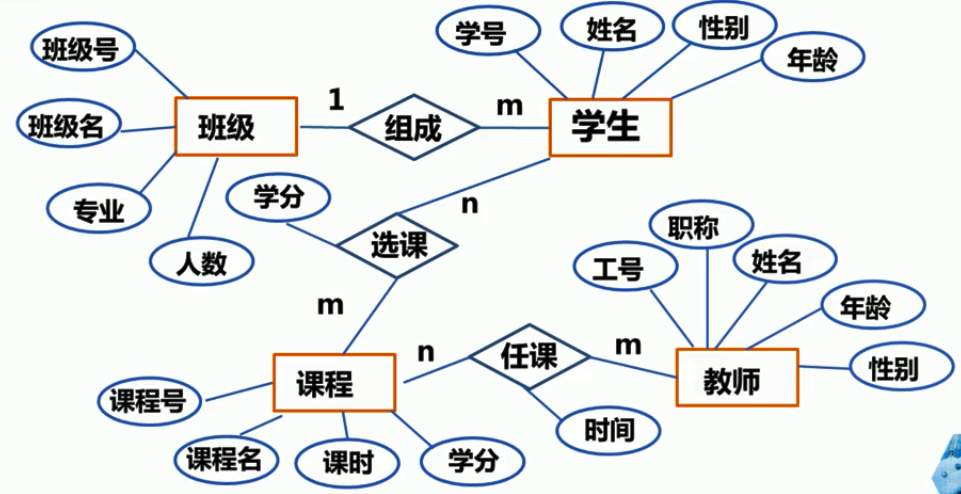 学号
姓名
性别
年龄
班级号
班级名
专业
人数
班级
1
组成
m
学生
学分
选课
n
m
职称
工号
姓名
年龄
性别
课程
n
任课
m
教师
课程号
课程名
课时
学分
时间